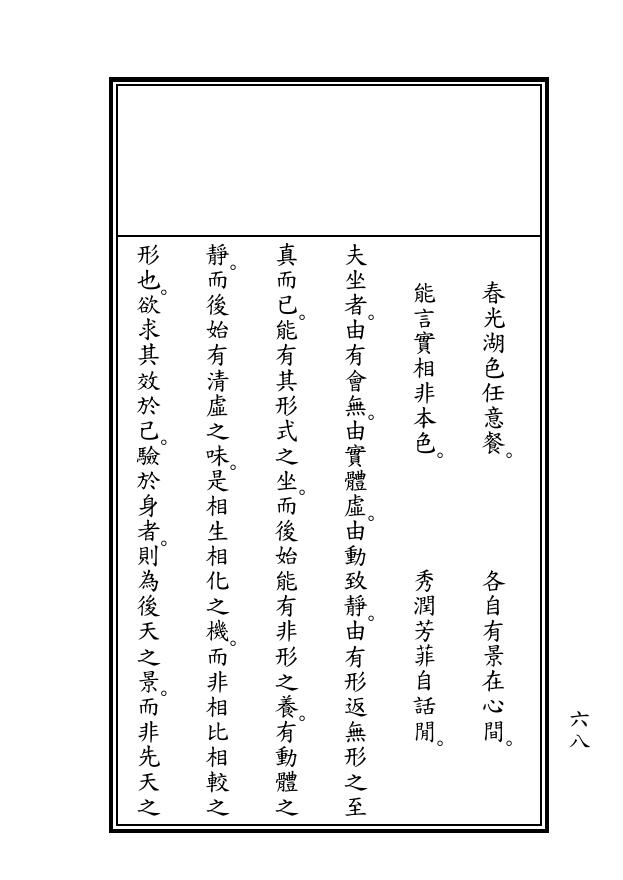 春光湖色任意餐。　各自有景在心間。
能言實相非本色。　秀潤芳菲自話閒。
夫坐者。由有會無。由實體虛。由動致靜。由有形返無形之至
真而已。能有其形式之坐。而後始能有非形之養。有動體之
靜。而後始有清虛之味。是相生相化之機。而非相比相較之
形也。欲求其效於己。驗於身者。則為後天之景。而非先天之
六八